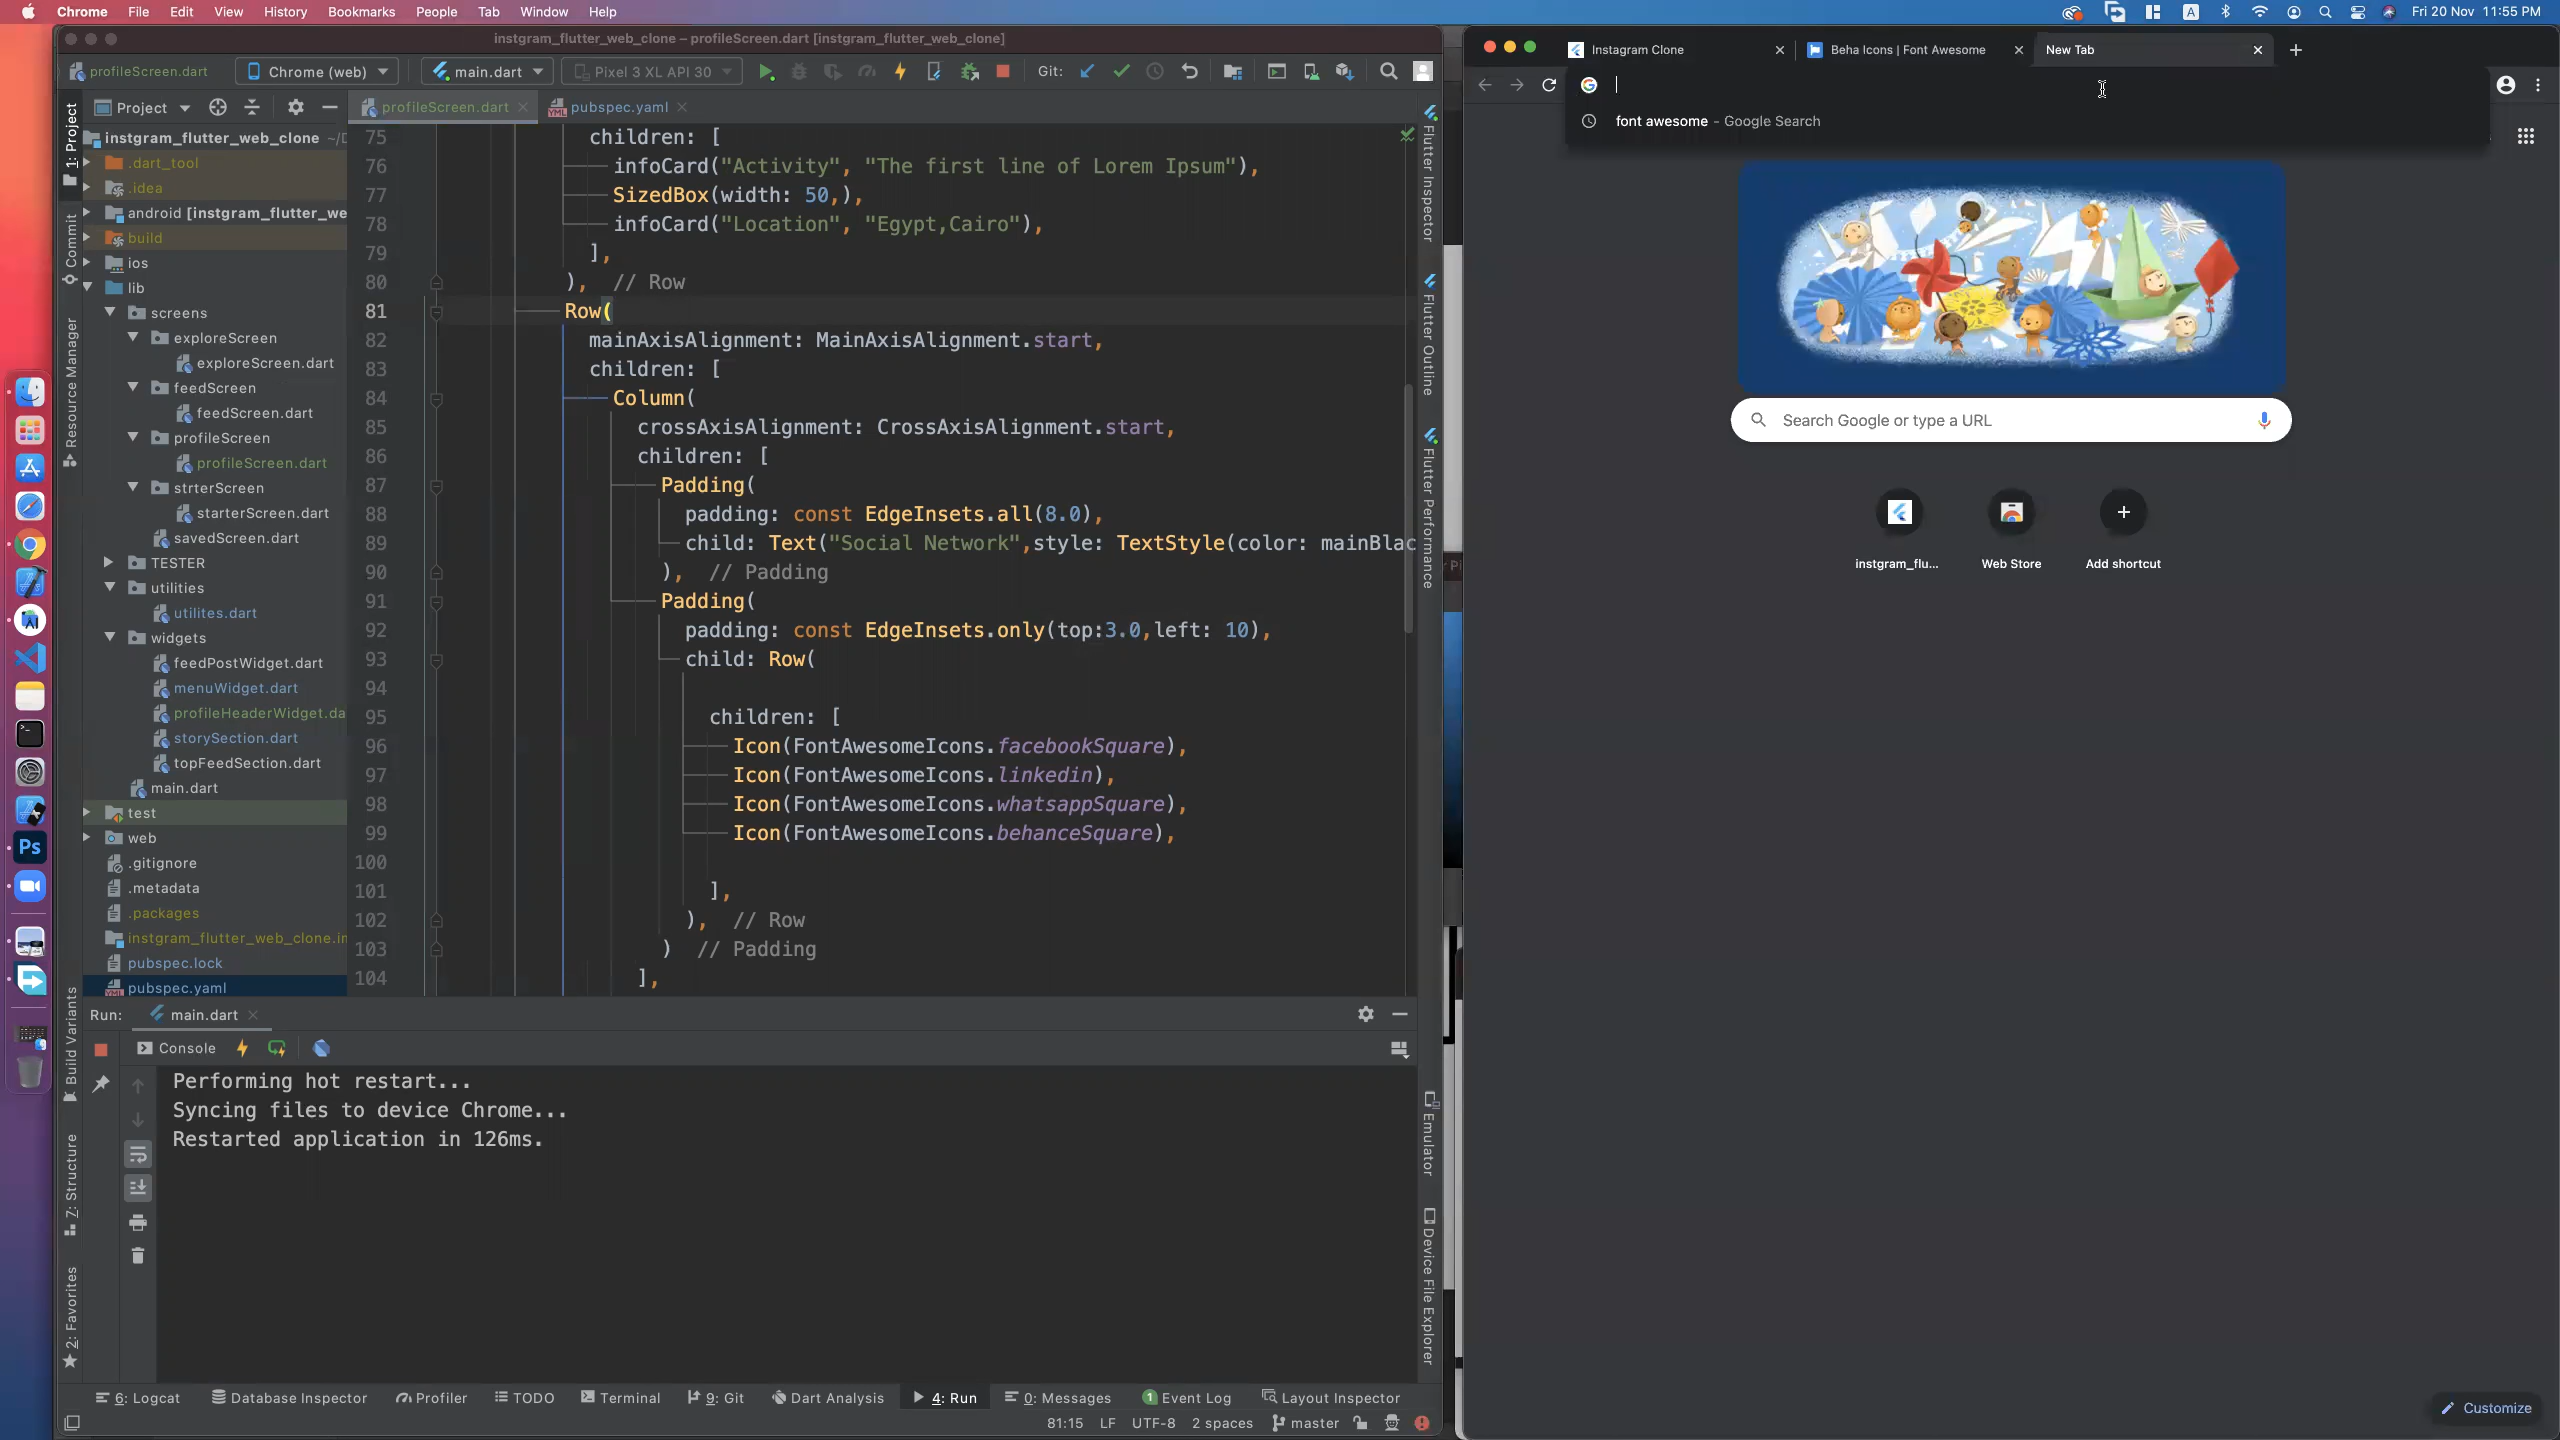 Chrome File Edit View History Bookmarks People Tab Window Help
Fri 20 Nov 11:55 PM
instgram_flutter_web_clone – profileScreen.dart [instgram_flutter_web_clone]
profileScreen.dart Chrome (web) main.dart Pixel 3 XL API 30 Git:
Project
profileScreen.dart pubspec.yaml
1: Project
Commit
Resource Manager
Build Variants
7: Structure
2: Favorites
instgram_flutter_web_clone ~/D
.dart_tool
.idea
android [instgram_flutter_we
build
ios
lib
screens
exploreScreen
exploreScreen.dart
feedScreen
feedScreen.dart
profileScreen
profileScreen.dart
strterScreen
starterScreen.dart
savedScreen.dart
TESTER
utilities
utilites.dart
widgets
feedPostWidget.dart
menuWidget.dart
profileHeaderWidget.da
storySection.dart
topFeedSection.dart
main.dart
test
web
.gitignore
.metadata
.packages
instgram_flutter_web_clone.in
pubspec.lock
pubspec.yaml
75 children: [
76 infoCard("Activity", "The first line of Lorem Ipsum"),
77 SizedBox(width: 50,),
78 infoCard("Location", "Egypt,Cairo"),
79 ],
80 ), // Row
81 Row(
82 mainAxisAlignment: MainAxisAlignment.start,
83 children: [
84 Column(
85 crossAxisAlignment: CrossAxisAlignment.start,
86 children: [
87 Padding(
88 padding: const EdgeInsets.all(8.0),
89 child: Text("Social Network",style: TextStyle(color: mainBlac
90 ), // Padding
91 Padding(
92 padding: const EdgeInsets.only(top:3.0,left: 10),
93 child: Row(
94
95 children: [
96 Icon(FontAwesomeIcons.facebookSquare),
97 Icon(FontAwesomeIcons.linkedin),
98 Icon(FontAwesomeIcons.whatsappSquare),
99 Icon(FontAwesomeIcons.behanceSquare),
100
101 ],
102 ), // Row
103 ) // Padding
104 ],
Flutter Inspector
Flutter Outline
Flutter Performance
Emulator
Device File Explorer
Run: main.dart
Console
Performing hot restart...
Syncing files to device Chrome...
Restarted application in 126ms.
6: Logcat Database Inspector Profiler TODO Terminal 9: Git Dart Analysis 4: Run 0: Messages 1 Event Log Layout Inspector
81:15 LF UTF-8 2 spaces master
Instagram Clone Beha Icons | Font Awesome New Tab
font awesome - Google Search
Search Google or type a URL
instgram_flu... Web Store Add shortcut
Customize
Ps
A